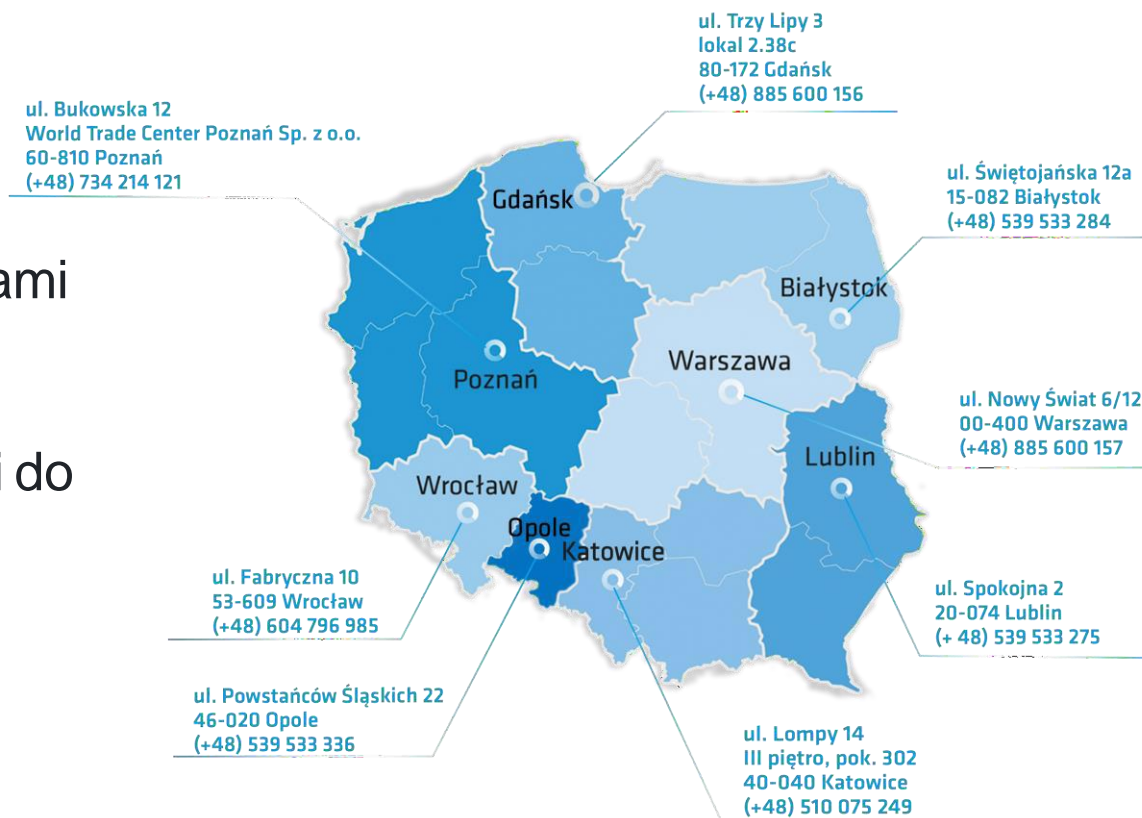 ul. Trzy Lipy 3
lokal 2.38c
80-172 Gdańsk
(+48) 885 600 156
ul. Bukowska 12
World Trade Center Poznań Sp. z o.o.
60-810 Poznań
(+48) 734 214 121
ul. Świętojańska 12a
15-082 Białystok
(+48) 539 533 284
Gdańsk
ami
Białystok
Warszawa
Poznań
ul. Nowy Świat 6/12
00-400 Warszawa
(+48) 885 600 157
Lublin
i do
Wrocław
Opole
Katowice
ul. Fabryczna 10
53-609 Wrocław
(+48) 604 796 985
ul. Spokojna 2
20-074 Lublin
(+ 48) 539 533 275
ul. Powstańców Śląskich 22
46-020 Opole
(+48) 539 533 336
ul. Lompy 14
III piętro, pok. 302
40-040 Katowice
(+48) 510 075 249